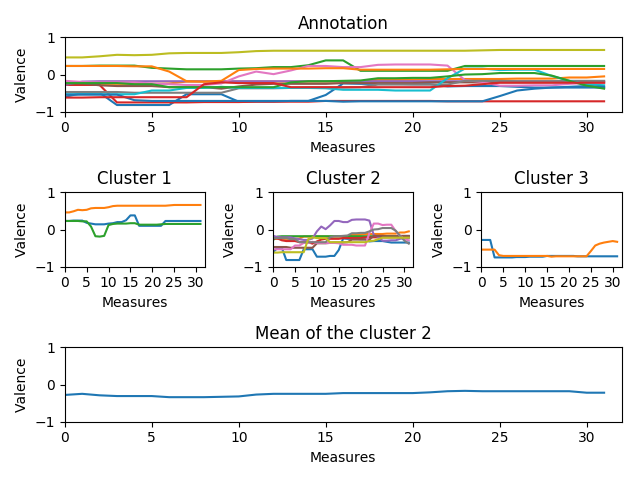 Annotation
1
0
−1
Valence
0 5 10 15 20 25 30
Measures
Cluster 1 Cluster 2 Cluster 3
1 1 1
0 0 0
−1 −1 −1
Valence Valence Valence
0 5 10 15 20 25 30 0 5 10 15 20 25 30 0 5 10 15 20 25 30
Measures Measures Measures
Mean of the cluster 2
1
0
−1
Valence
0 5 10 15 20 25 30
Measures